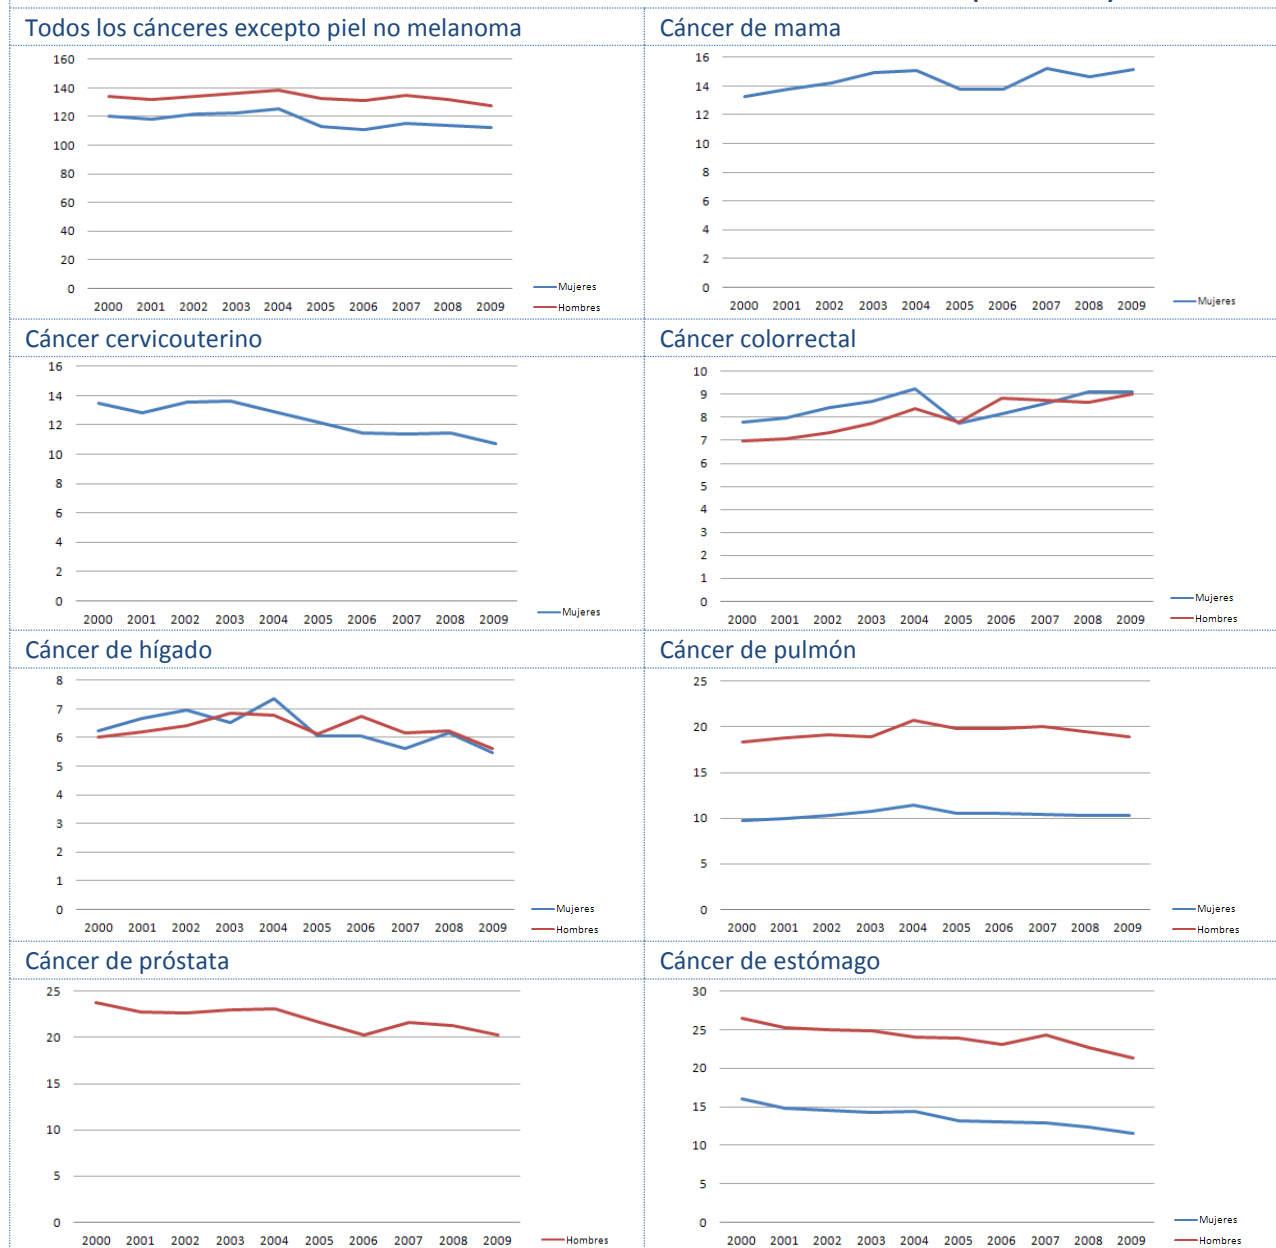 Todos los cánceres excepto piel no melanoma
160
140
120
100
80
60
40
20
0
2000 2001 2002 2003 2004 2005 2006 2007 2008 2009
Mujeres
Hombres
Cáncer de mama
16
14
12
10
8
6
4
2
0
2000 2001 2002 2003 2004 2005 2006 2007 2008 2009
Mujeres
Cáncer cervicouterino
16
14
12
10
8
6
4
2
0
2000 2001 2002 2003 2004 2005 2006 2007 2008 2009
Mujeres
Cáncer colorrectal
10
9
8
7
6
5
4
3
2
1
0
2000 2001 2002 2003 2004 2005 2006 2007 2008 2009
Mujeres
Hombres
Cáncer de hígado
8
7
6
5
4
3
2
1
0
2000 2001 2002 2003 2004 2005 2006 2007 2008 2009
Mujeres
Hombres
Cáncer de pulmón
25
20
15
10
5
0
2000 2001 2002 2003 2004 2005 2006 2007 2008 2009
Mujeres
Hombres
Cáncer de próstata
25
20
15
10
5
0
2000 2001 2002 2003 2004 2005 2006 2007 2008 2009
Hombres
Cáncer de estómago
30
25
20
15
10
5
0
2000 2001 2002 2003 2004 2005 2006 2007 2008 2009
Mujeres
Hombres